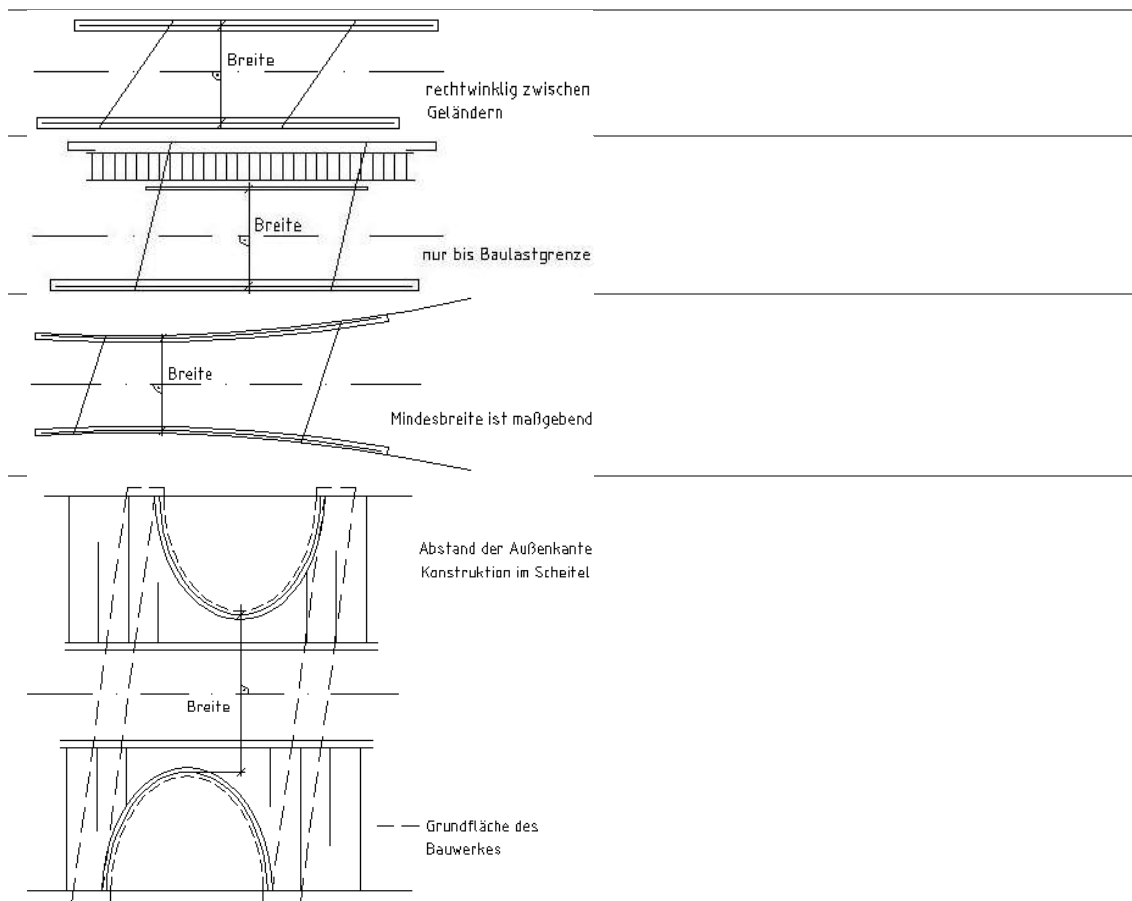 Breite
rechtwinklig zwischen
Geländern
Breite
nur bis Baulastgrenze
Breite
Mindesbreite ist maßgebend
Abstand der Außenkante
Konstruktion im Scheitel
Breite
Grundfläche des
Bauwerkes